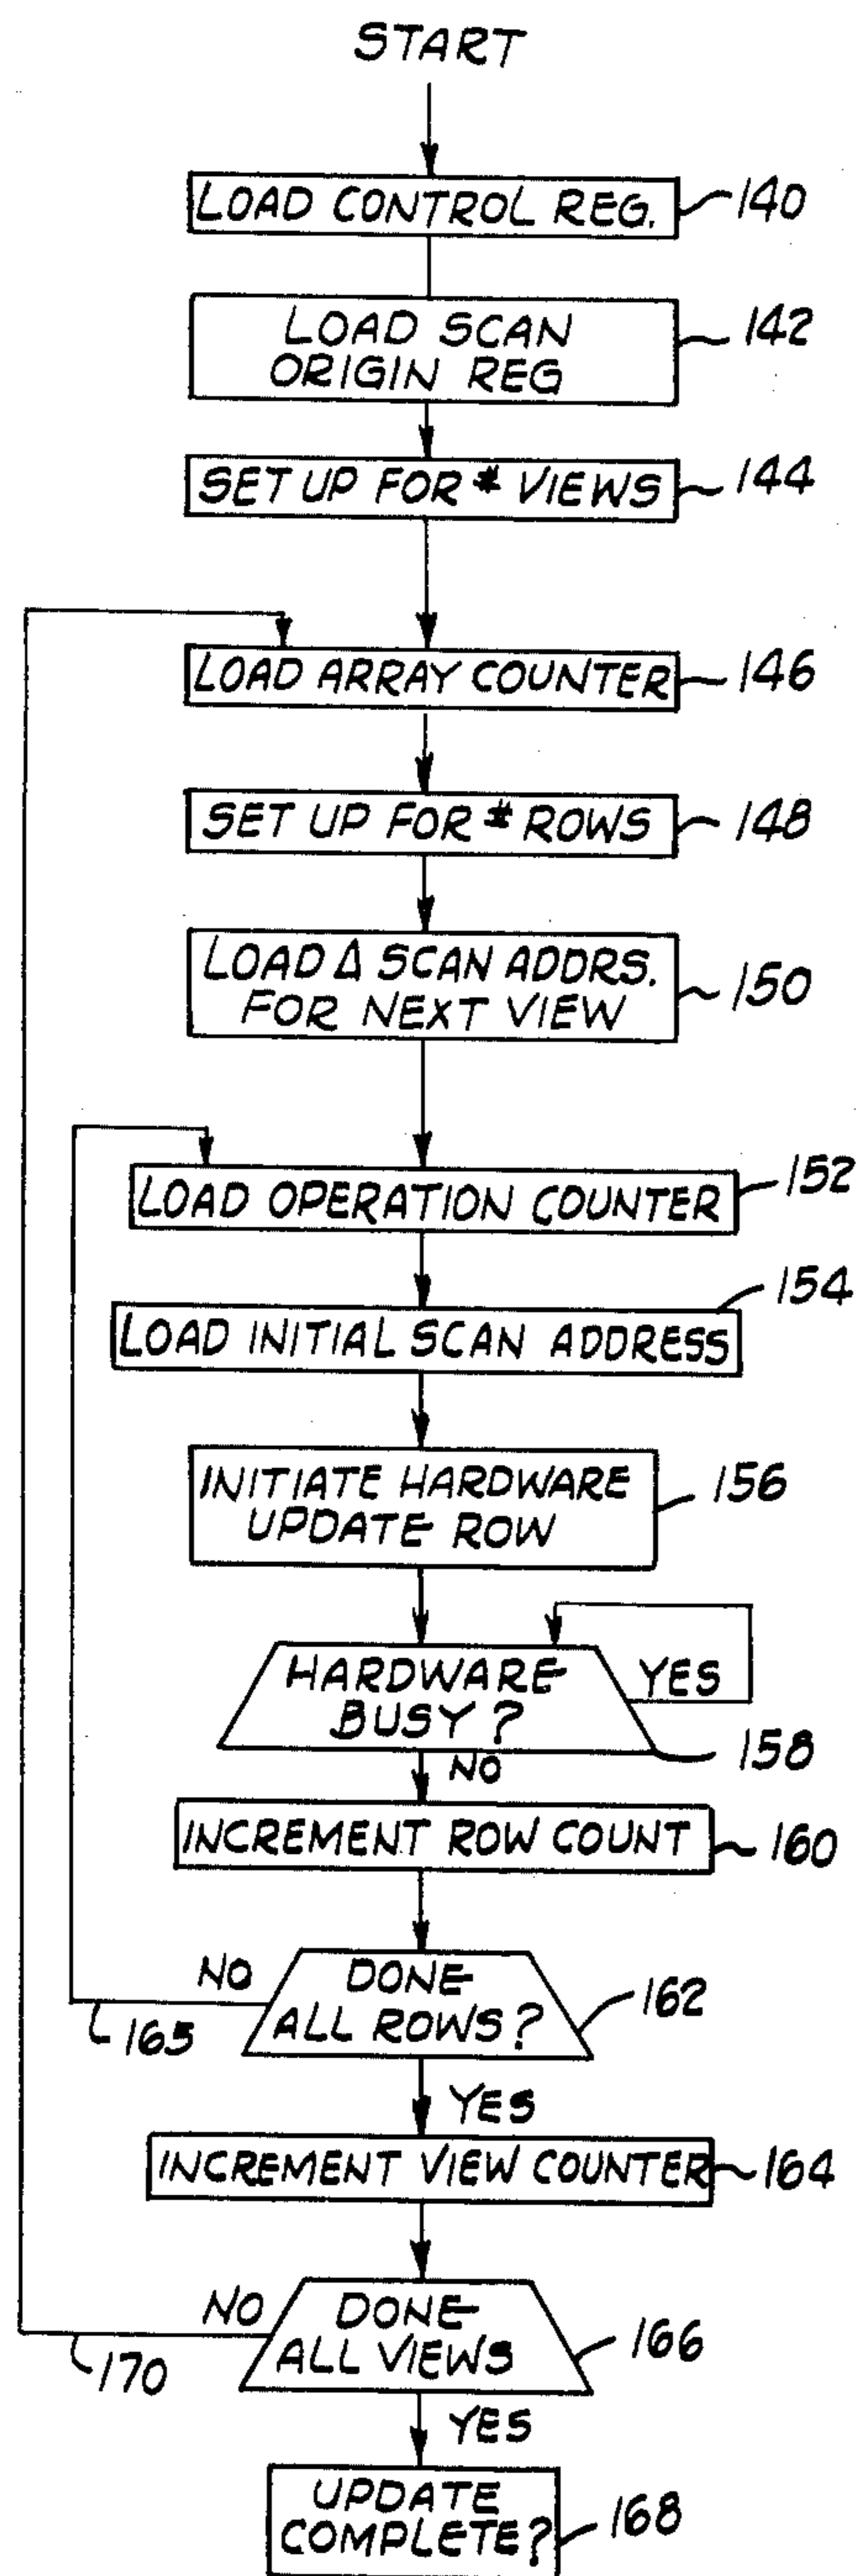 START
LOAD CONTROL REG.
140
LOAD SCAN
ORIGIN REG
142
SET UP FOR # VIEWS
144
LOAD ARRAY COUNTER
146
SET UP FOR # ROWS
148
LOAD Δ SCAN ADDRS.
FOR NEXT VIEW
150
LOAD OPERATION COUNTER
152
154
LOAD INITIAL SCAN ADDRESS
INITIATE HARDWARE
UPDATE ROW
156
HARDWARE
BUSY?
YES
158
NO
INCREMENT ROW COUNT
160
NO
DONE
ALL ROWS?
162
165
YES
INCREMENT VIEW COUNTER
164
NO
DONE
ALL VIEWS
166
170
YES
UPDATE
COMPLETE?
168